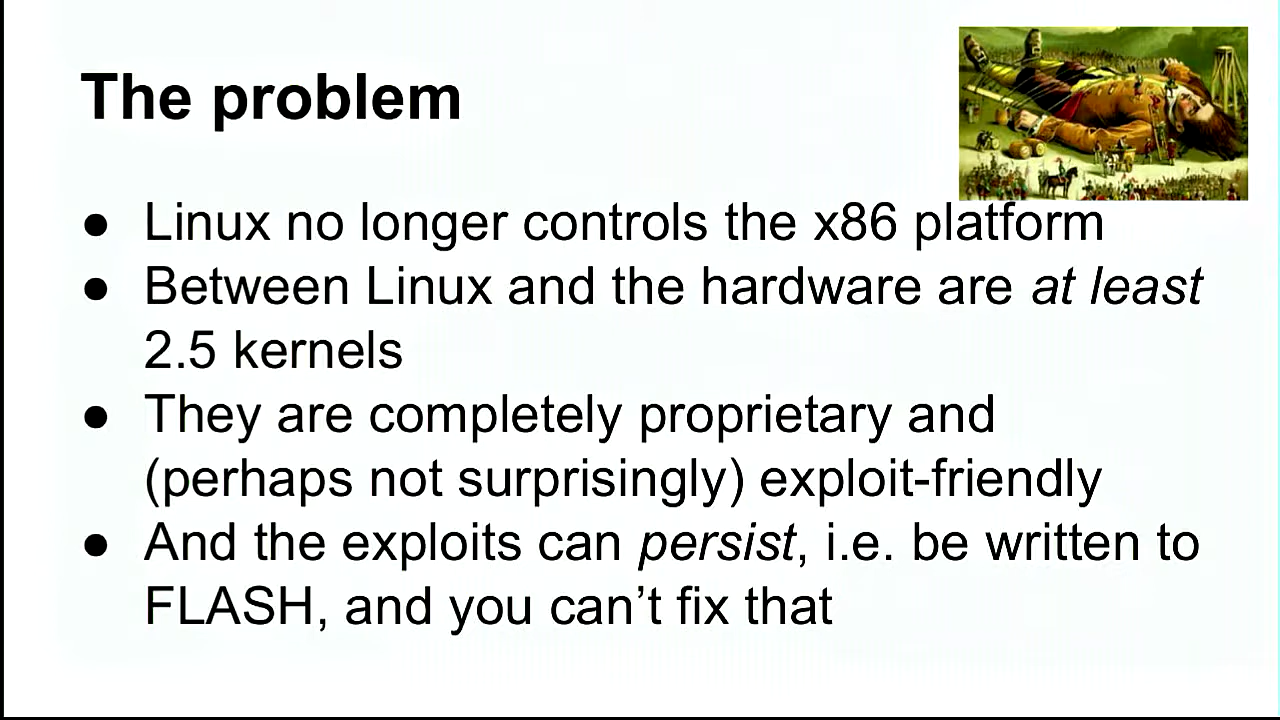 The problem
● Linux no longer controls the x86 platform
● Between Linux and the hardware are at least
2.5 kernels
● They are completely proprietary and
(perhaps not surprisingly) exploit-friendly
● And the exploits can persist, i.e. be written to
FLASH, and you can’t fix that